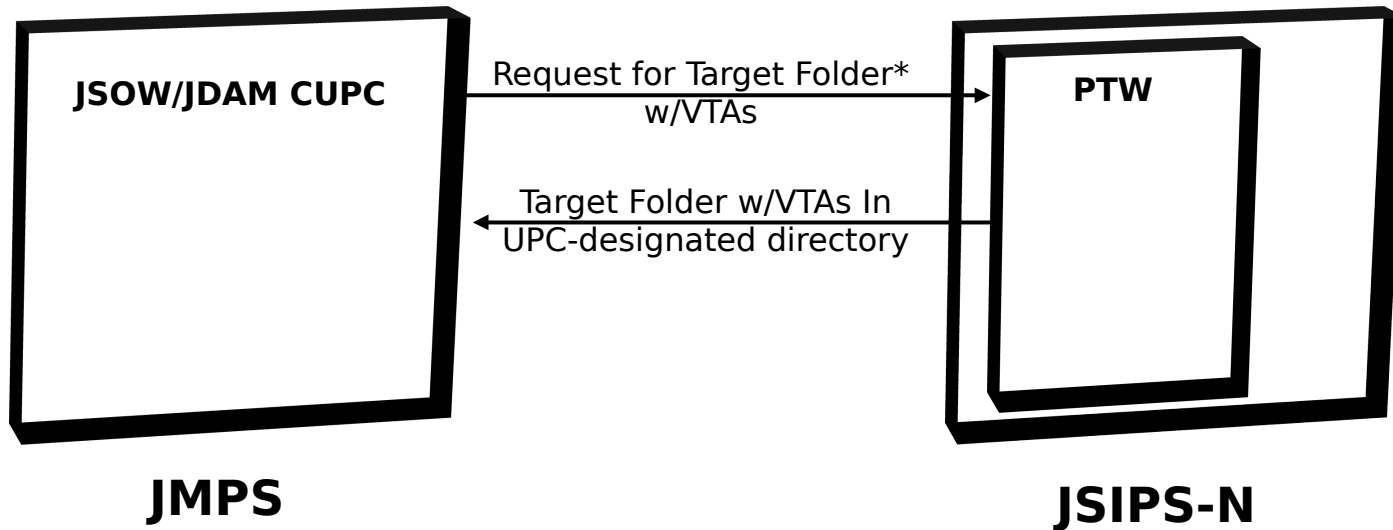 JSOW/JDAM CUPC
Request for Target Folder*
w/VTAs
PTW
Target Folder w/VTAs In
UPC-designated directory
JMPS
JSIPS-N